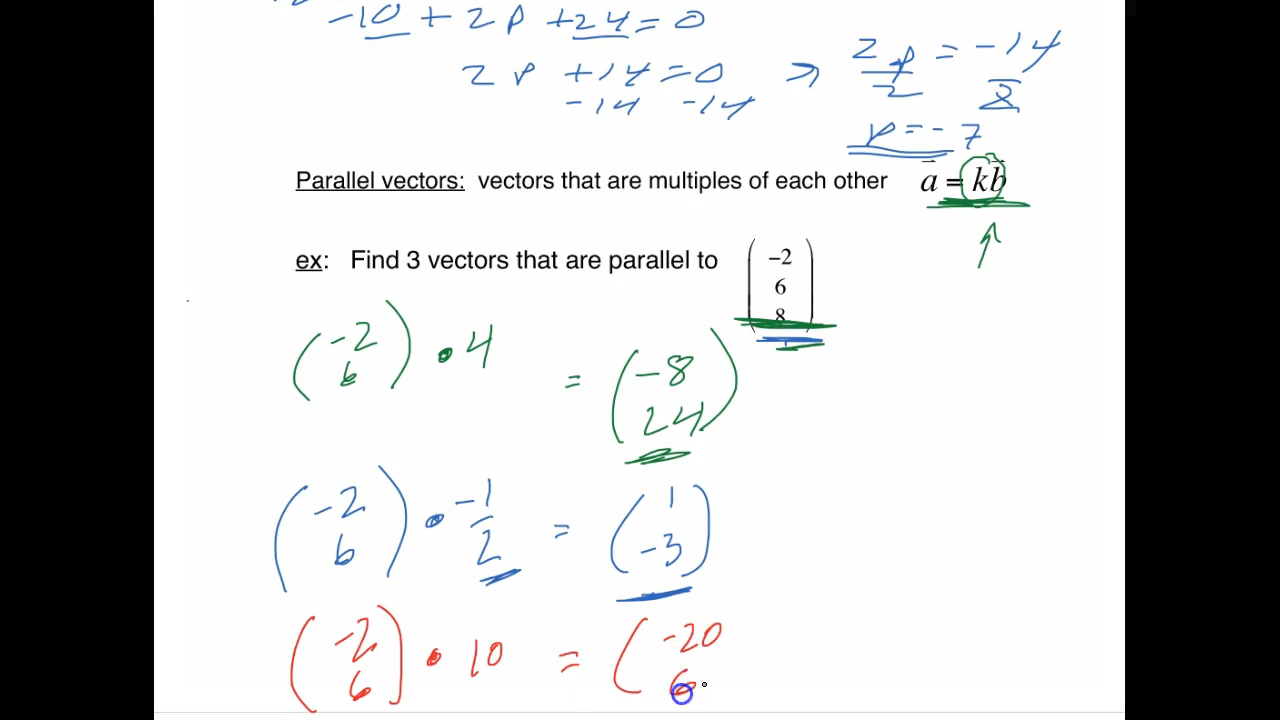 -10 + 2p + 24 = 0
2p + 14 = 0 ⇒ 2p/2 = -14/2
-14 -14
p = -7
Parallel vectors: vectors that are multiples of each other a = kb
ex: Find 3 vectors that are parallel to (-2 6 8)
(-2 6) • 4 = (-8 24)
(-2 6) • -1/2 = (1 -3)
(-2 6) • 10 = (-20 6